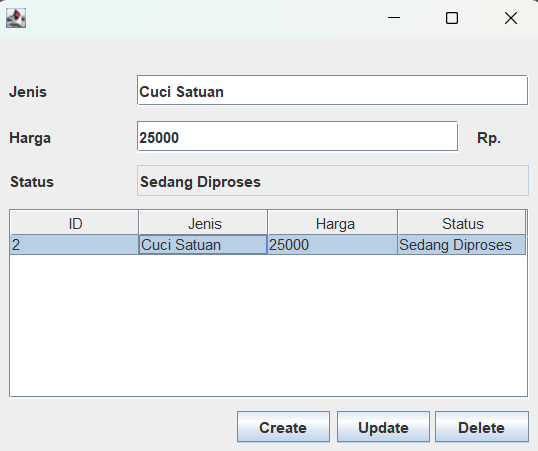 Jenis Cuci Satuan
Harga 25000 Rp.
Status Sedang Diproses
ID Jenis Harga Status
2 Cuci Satuan 25000 Sedang Diproses
Create Update Delete